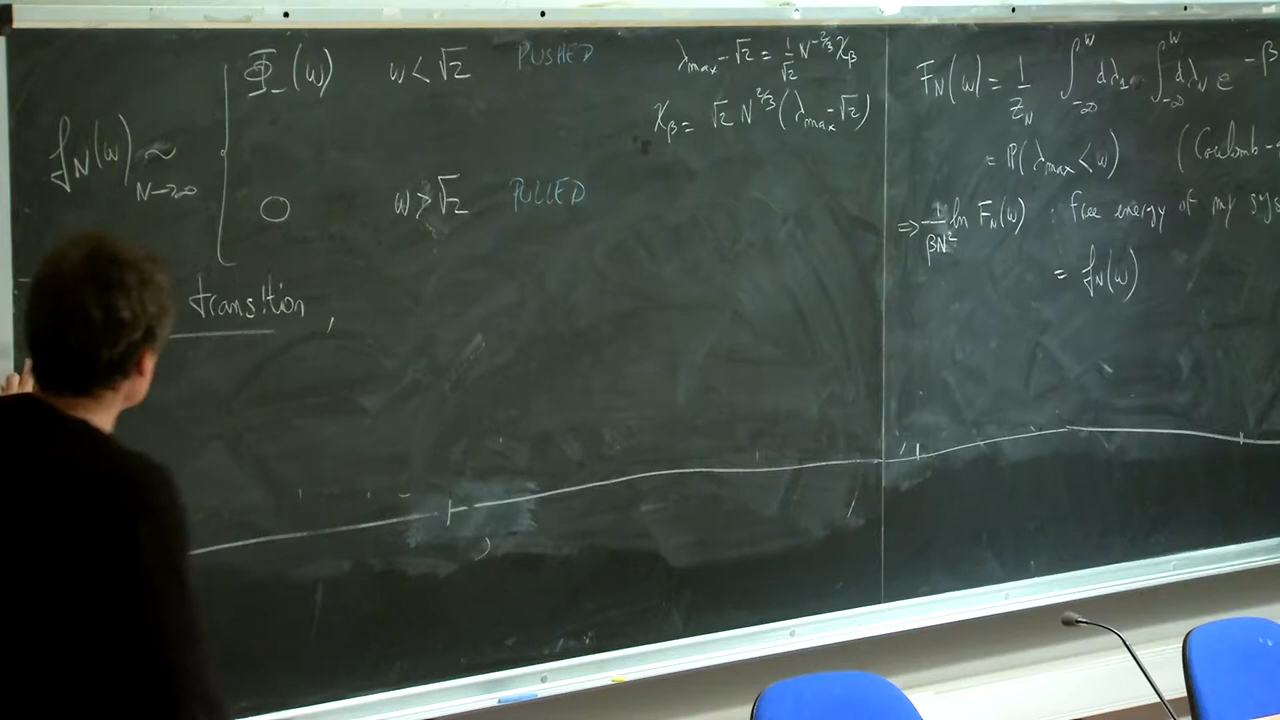 f_N(w) ~ N→∞
Φ_-(w) w < √2 PUSHED
0 w > √2 PULLED
transition,
λ_max - √2 = 1/√2 N^{-2/3} χ_β
χ_β = √2 N^{2/3} (λ_max - √2)
F_N(w) = 1/Z_N ∫_{-∞}^w dλ_1 ∫_{-∞}^w dλ_N e^{-β
= P(λ_max < w) (Coulomb-
⇒ -1/βN² ln F_N(w) : free energy of my sys
= f_N(w)